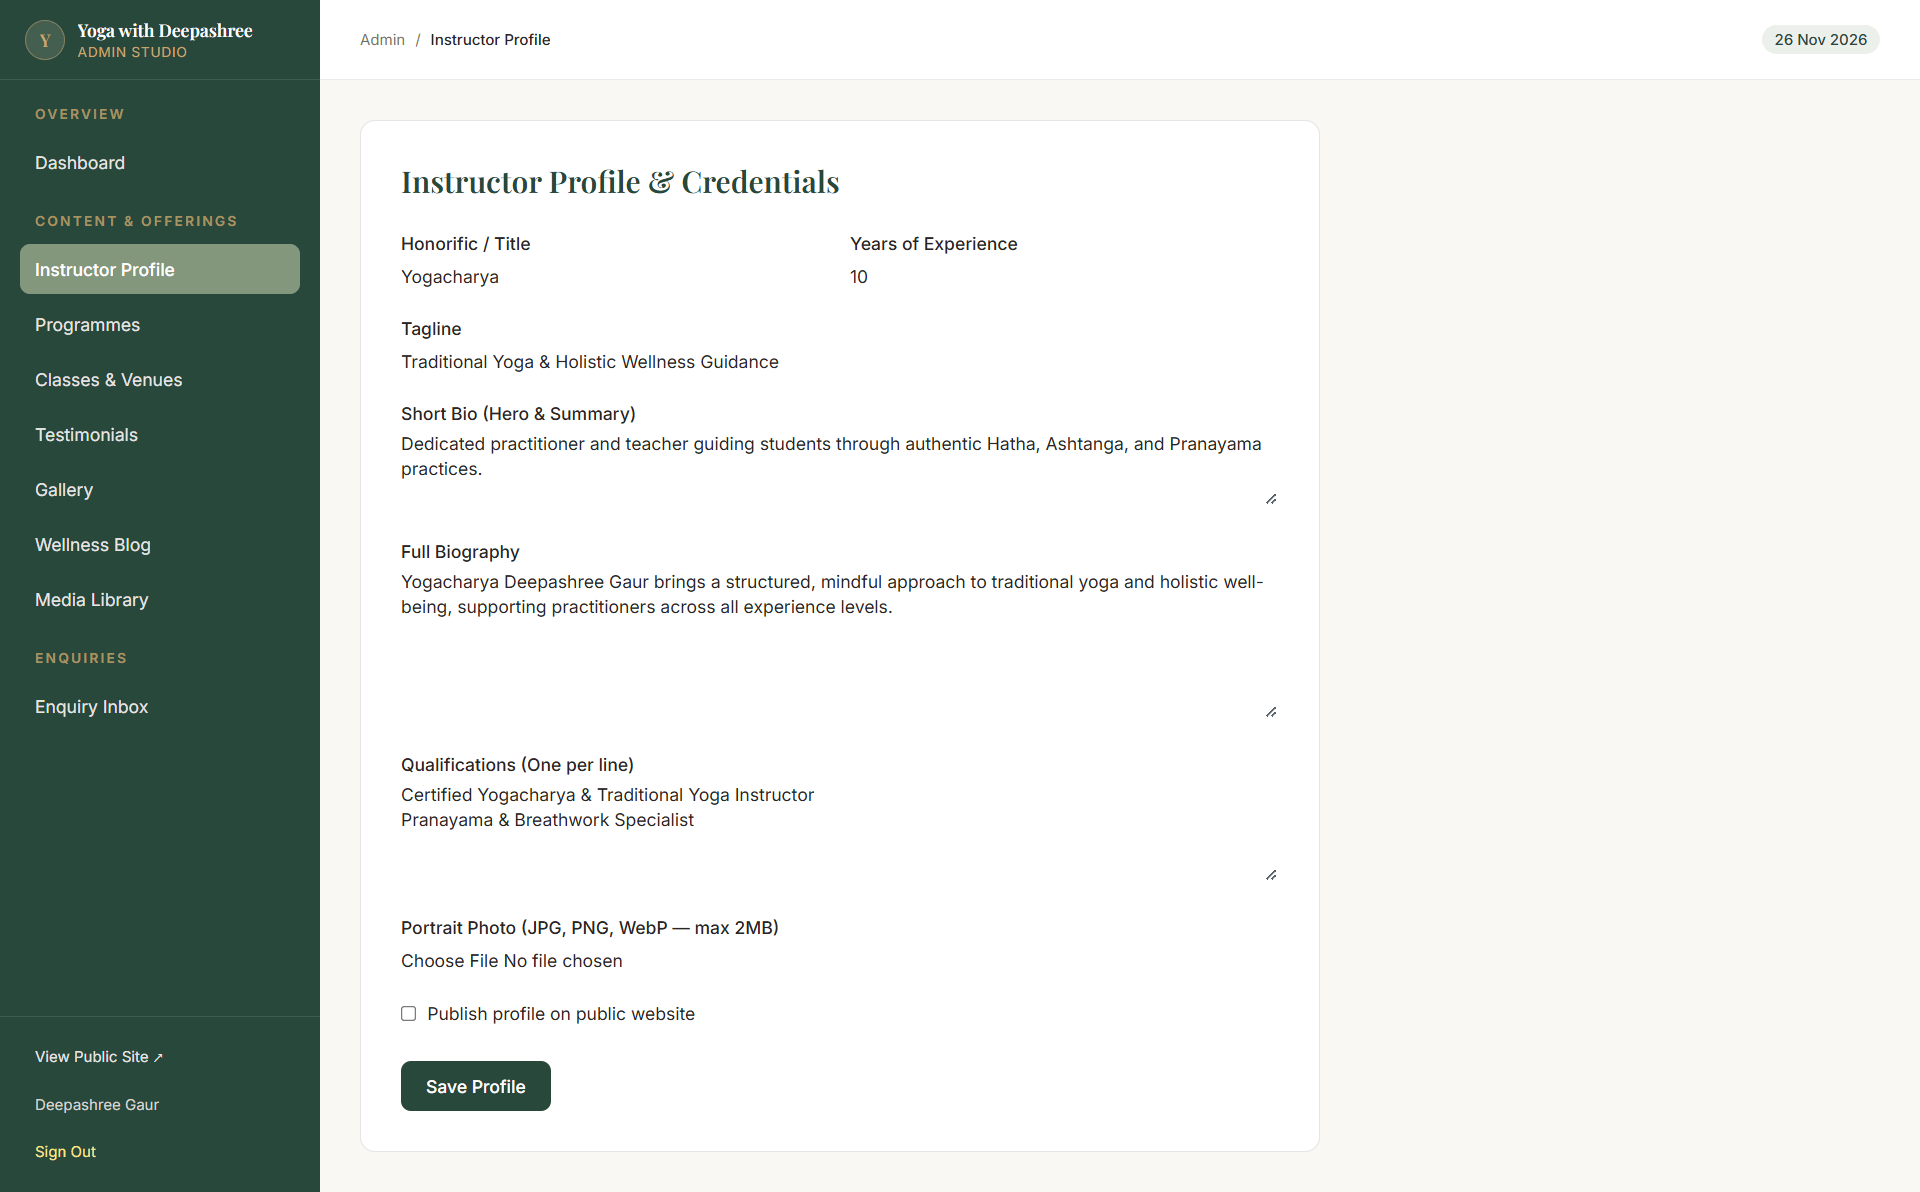 Y
Yoga with Deepashree
ADMIN STUDIO
OVERVIEW
Dashboard
CONTENT & OFFERINGS
Instructor Profile
Programmes
Classes & Venues
Testimonials
Gallery
Wellness Blog
Media Library
ENQUIRIES
Enquiry Inbox
View Public Site ↗
Deepashree Gaur
Sign Out
Admin / Instructor Profile
26 Nov 2026
Instructor Profile & Credentials
Honorific / Title
Yogacharya
Years of Experience
10
Tagline
Traditional Yoga & Holistic Wellness Guidance
Short Bio (Hero & Summary)
Dedicated practitioner and teacher guiding students through authentic Hatha, Ashtanga, and Pranayama
practices.
Full Biography
Yogacharya Deepashree Gaur brings a structured, mindful approach to traditional yoga and holistic well-
being, supporting practitioners across all experience levels.
Qualifications (One per line)
Certified Yogacharya & Traditional Yoga Instructor
Pranayama & Breathwork Specialist
Portrait Photo (JPG, PNG, WebP — max 2MB)
Choose File No file chosen
Publish profile on public website
Save Profile